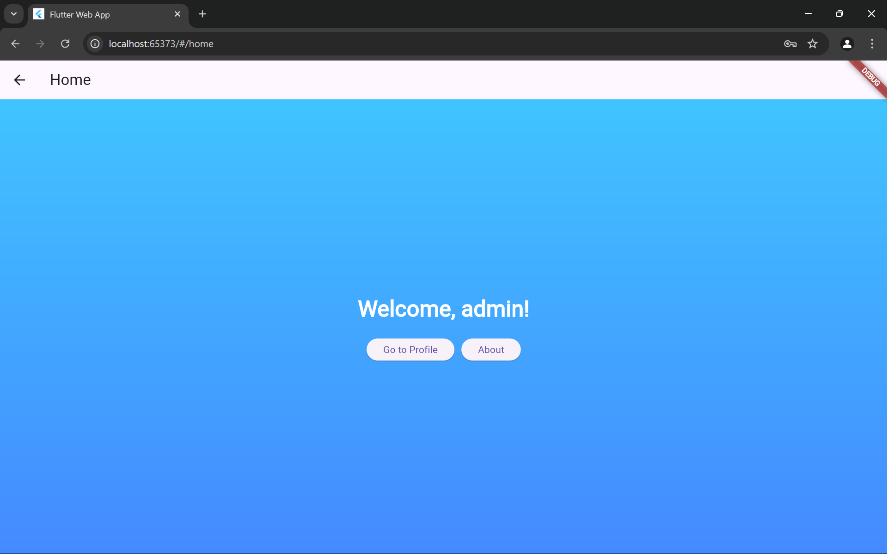 Flutter Web App
localhost:65373/#/home
Home
DEBUG
Welcome, admin!
Go to Profile
About